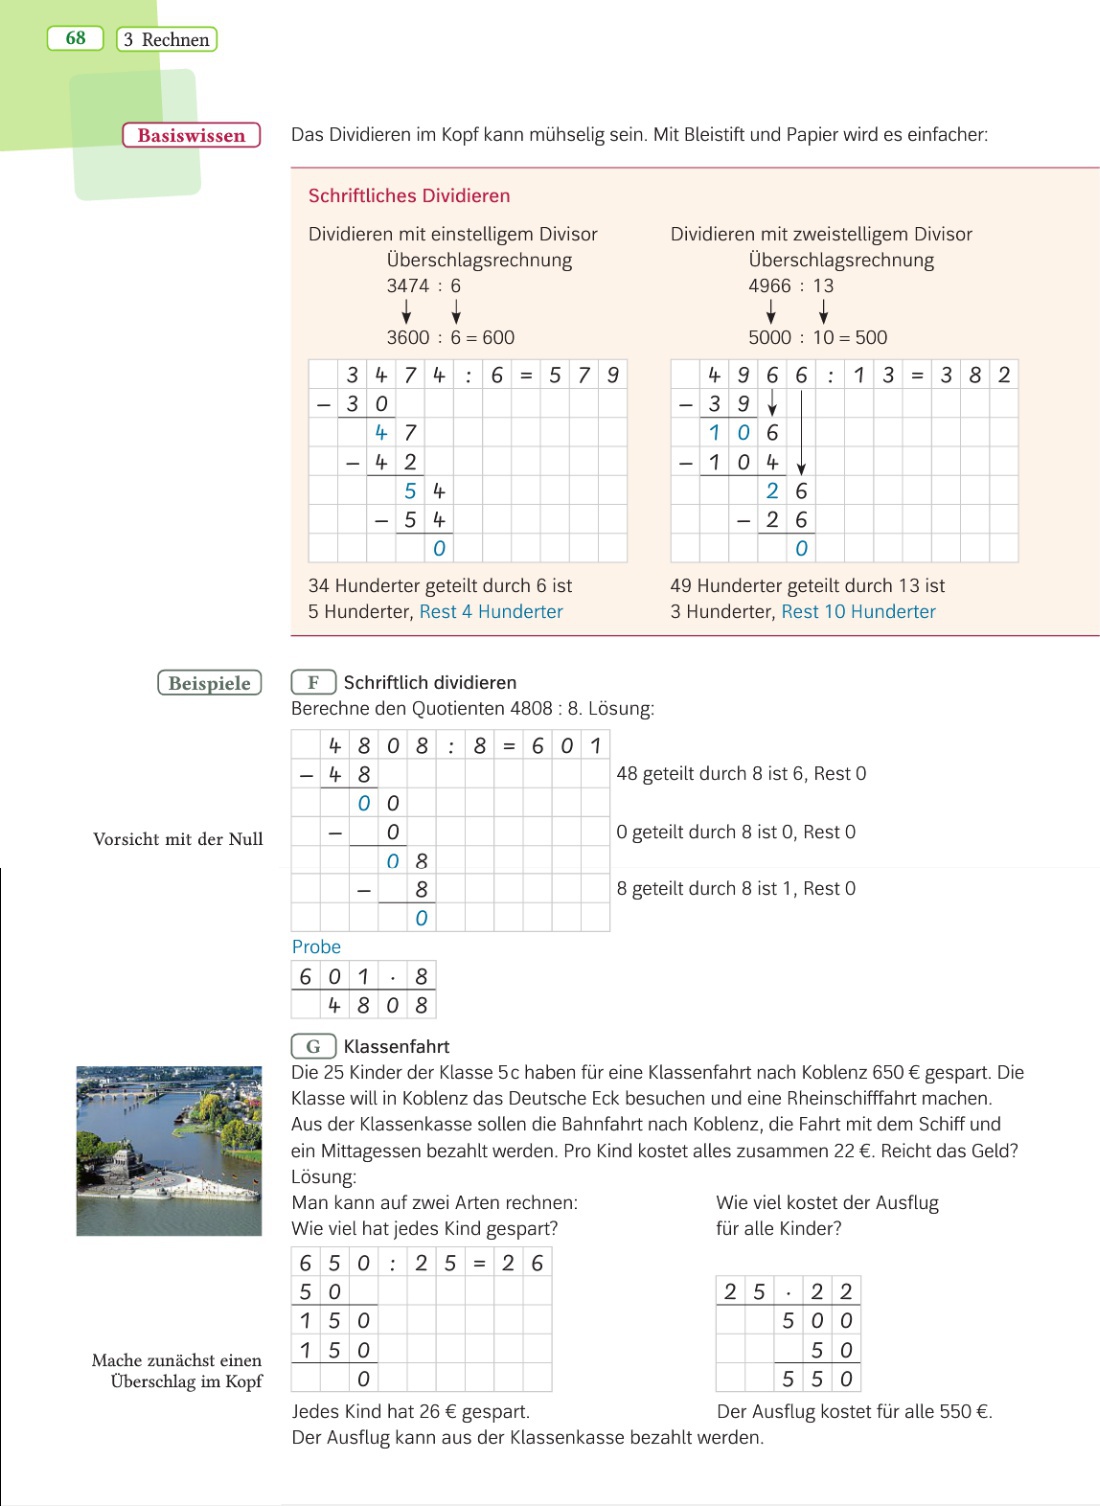 68
3 Rechnen
Basiswissen
Das Dividieren im Kopf kann mühselig sein. Mit Bleistift und Papier wird es einfacher:
Schriftliches Dividieren
Dividieren mit einstelligem Divisor
Überschlagsrechnung
3474 : 6
3600 : 6 = 600
3 4 7 4 : 6 = 5 7 9
– 3 0
4 7
– 4 2
5 4
– 5 4
0
34 Hunderter geteilt durch 6 ist
5 Hunderter, Rest 4 Hunderter
Dividieren mit zweistelligem Divisor
Überschlagsrechnung
4966 : 13
5000 : 10 = 500
4 9 6 6 : 1 3 = 3 8 2
– 3 9
1 0 6
– 1 0 4
2 6
– 2 6
0
49 Hunderter geteilt durch 13 ist
3 Hunderter, Rest 10 Hunderter
Beispiele
F Schriftlich dividieren
Berechne den Quotienten 4808 : 8. Lösung:
4 8 0 8 : 8 = 6 0 1
– 4 8
48 geteilt durch 8 ist 6, Rest 0
0 0
Vorsicht mit der Null
– 0
0 geteilt durch 8 ist 0, Rest 0
0 8
– 8
8 geteilt durch 8 ist 1, Rest 0
0
Probe
6 0 1 · 8
4 8 0 8
G Klassenfahrt
Die 25 Kinder der Klasse 5 c haben für eine Klassenfahrt nach Koblenz 650 € gespart. Die
Klasse will in Koblenz das Deutsche Eck besuchen und eine Rheinschifffahrt machen.
Aus der Klassenkasse sollen die Bahnfahrt nach Koblenz, die Fahrt mit dem Schiff und
ein Mittagessen bezahlt werden. Pro Kind kostet alles zusammen 22 €. Reicht das Geld?
Lösung:
Man kann auf zwei Arten rechnen:
Wie viel hat jedes Kind gespart?
6 5 0 : 2 5 = 2 6
5 0
1 5 0
1 5 0
0
Mache zunächst einen
Überschlag im Kopf
Jedes Kind hat 26 € gespart.
Wie viel kostet der Ausflug
für alle Kinder?
2 5 · 2 2
5 0 0
5 0
5 5 0
Der Ausflug kostet für alle 550 €.
Der Ausflug kann aus der Klassenkasse bezahlt werden.